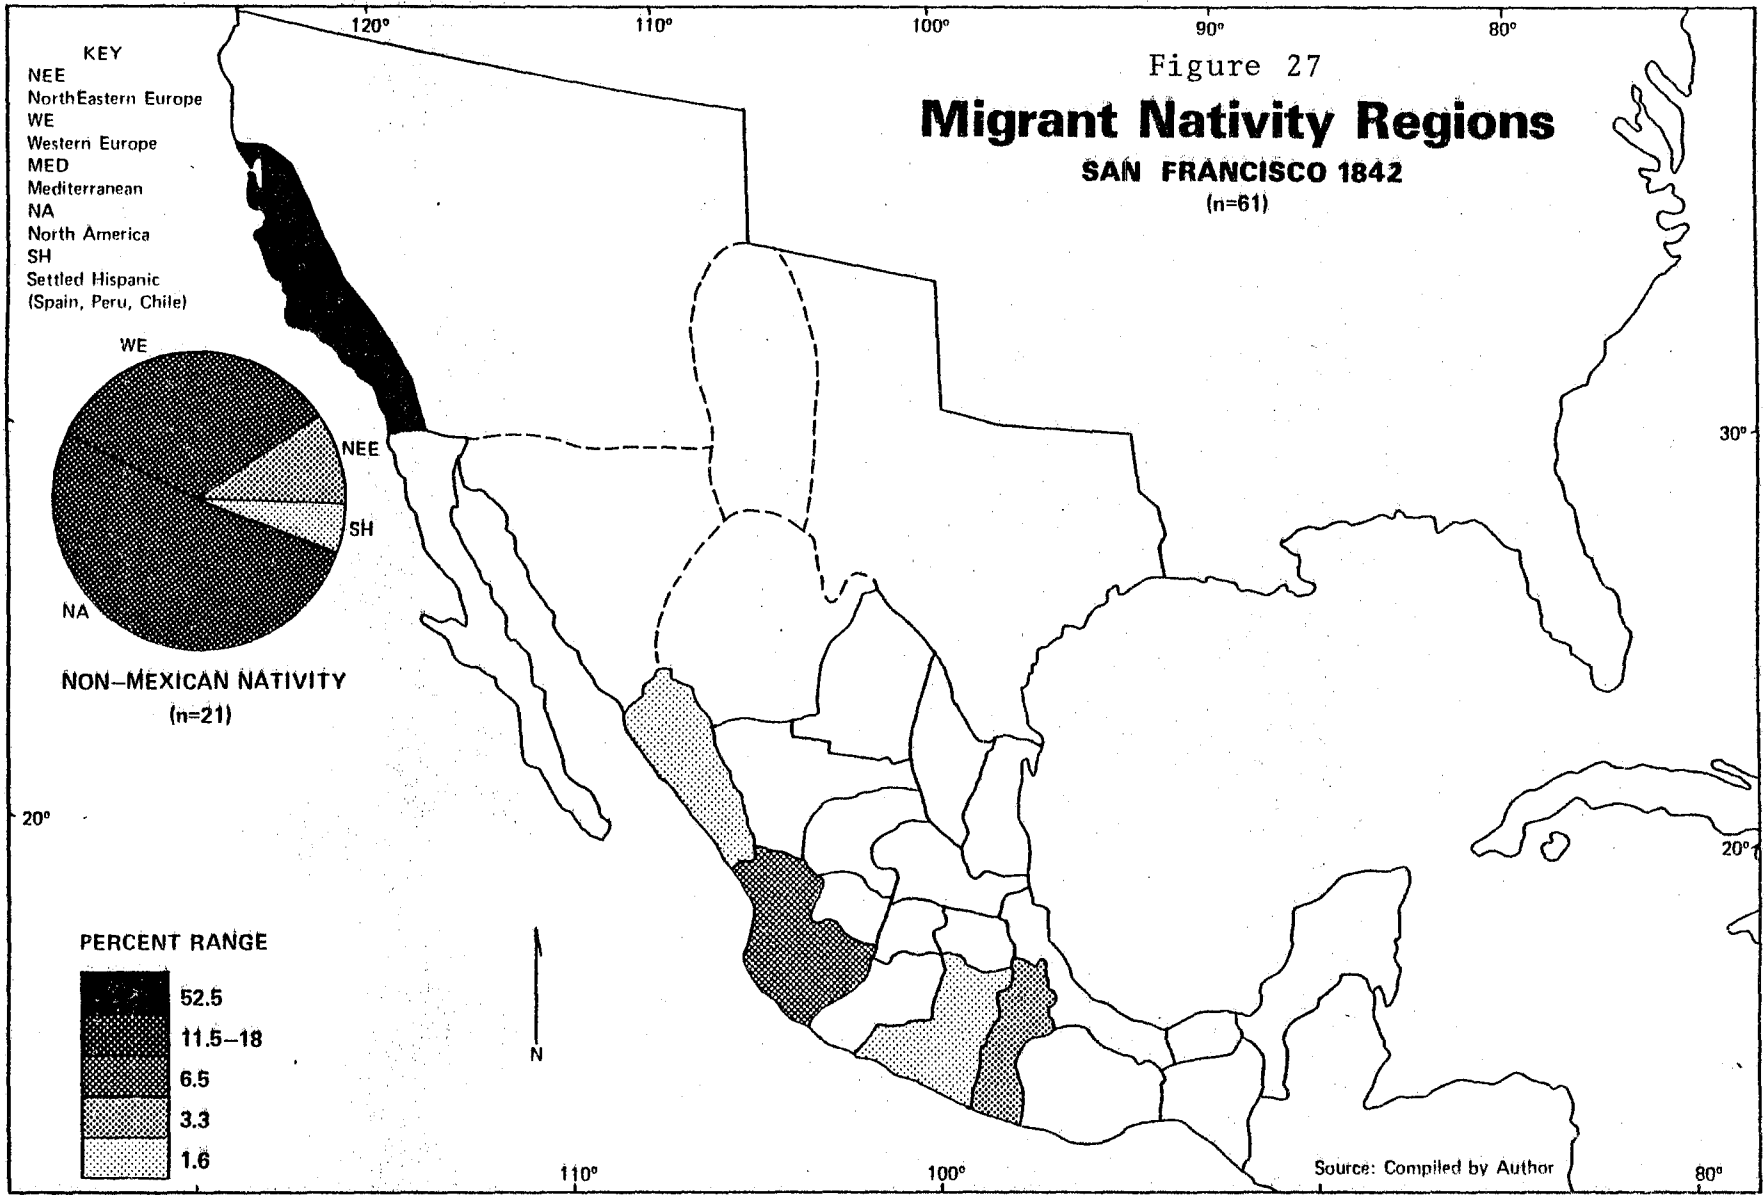 120° 110° 100° 90° 80°
KEY
NEE
NorthEastern Europe
WE
Western Europe
MED
Mediterranean
NA
North America
SH
Settled Hispanic
(Spain, Peru, Chile)
Figure 27
Migrant Nativity Regions
SAN FRANCISCO 1842
(n=61)
WE
NEE
SH
NA
NON—MEXICAN NATIVITY
(n=21)
30°
20°
20°
PERCENT RANGE
52.5
11.5—18
6.5
3.3
1.6
N
Source: Compiled by Author
110° 100° 80°